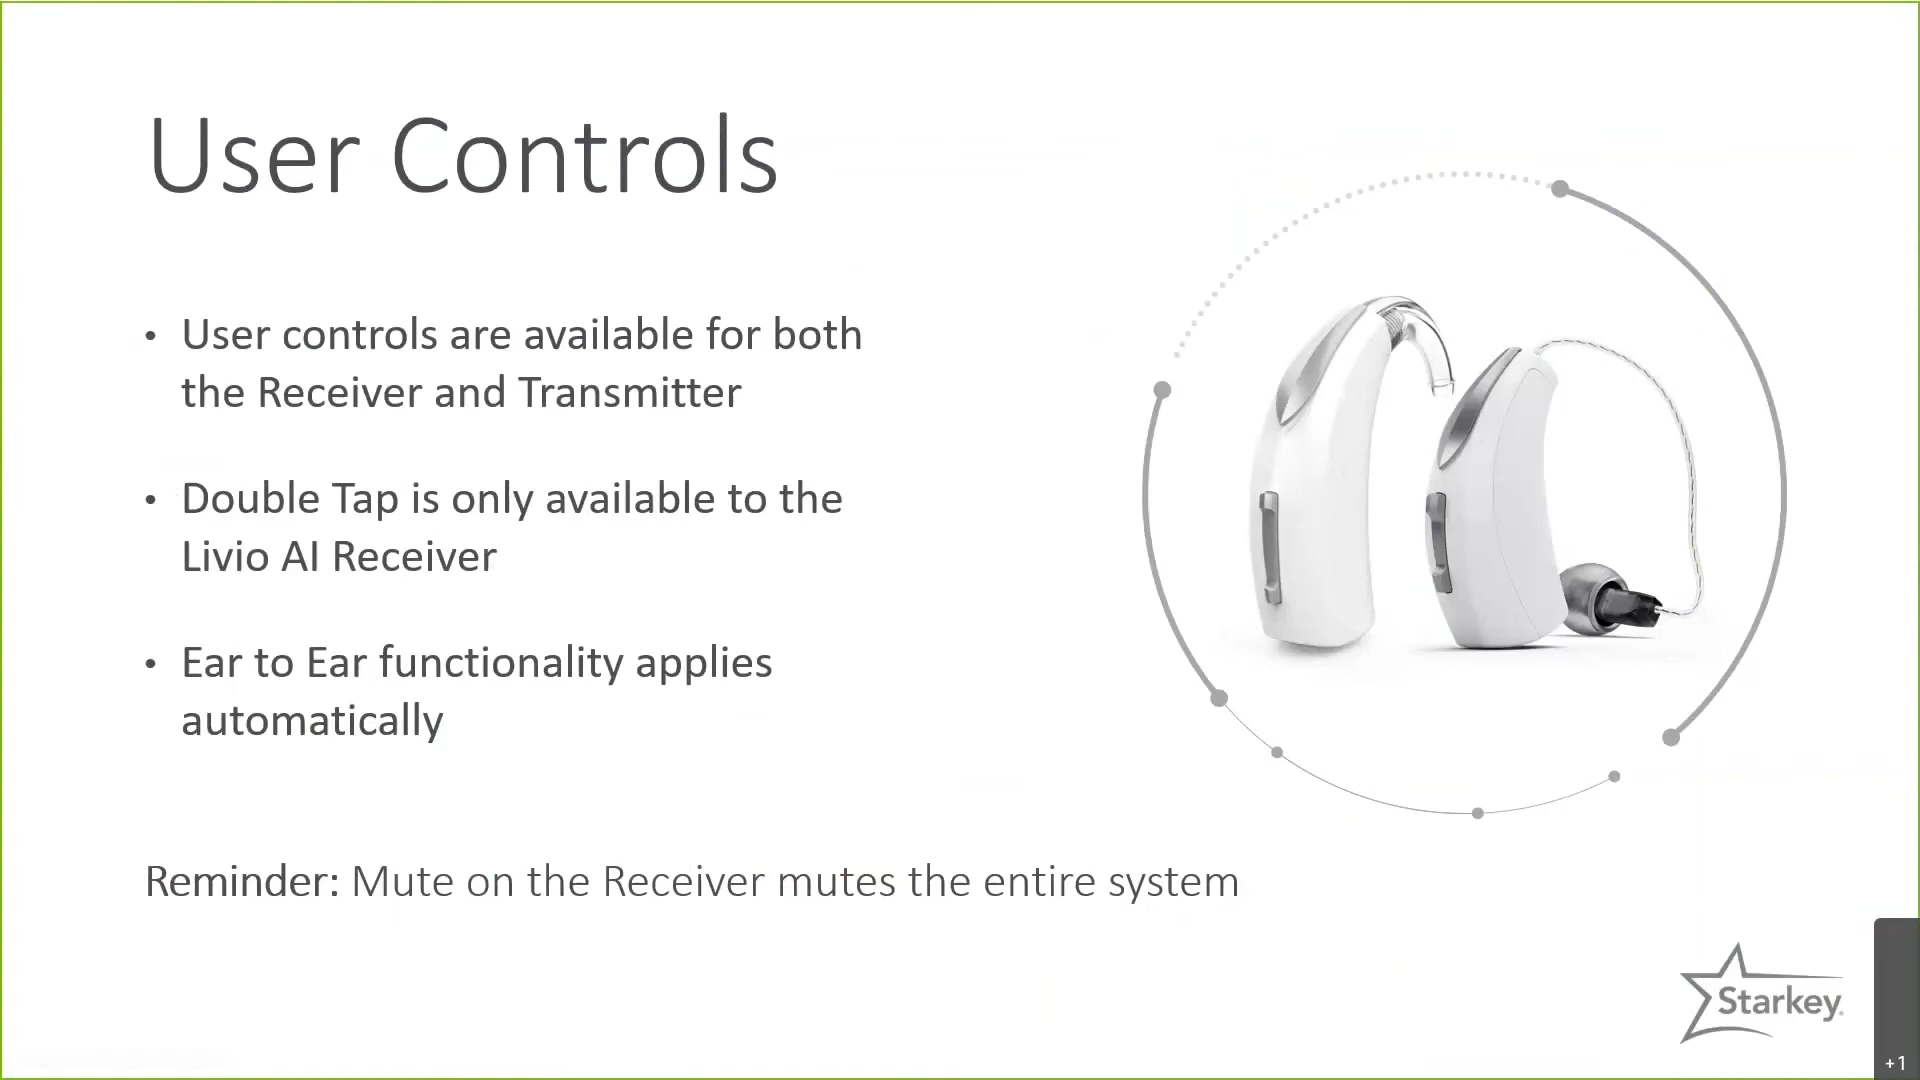 User Controls
• User controls are available for both
the Receiver and Transmitter
• Double Tap is only available to the
Livio AI Receiver
• Ear to Ear functionality applies
automatically
Reminder: Mute on the Receiver mutes the entire system
Starkey.
+1